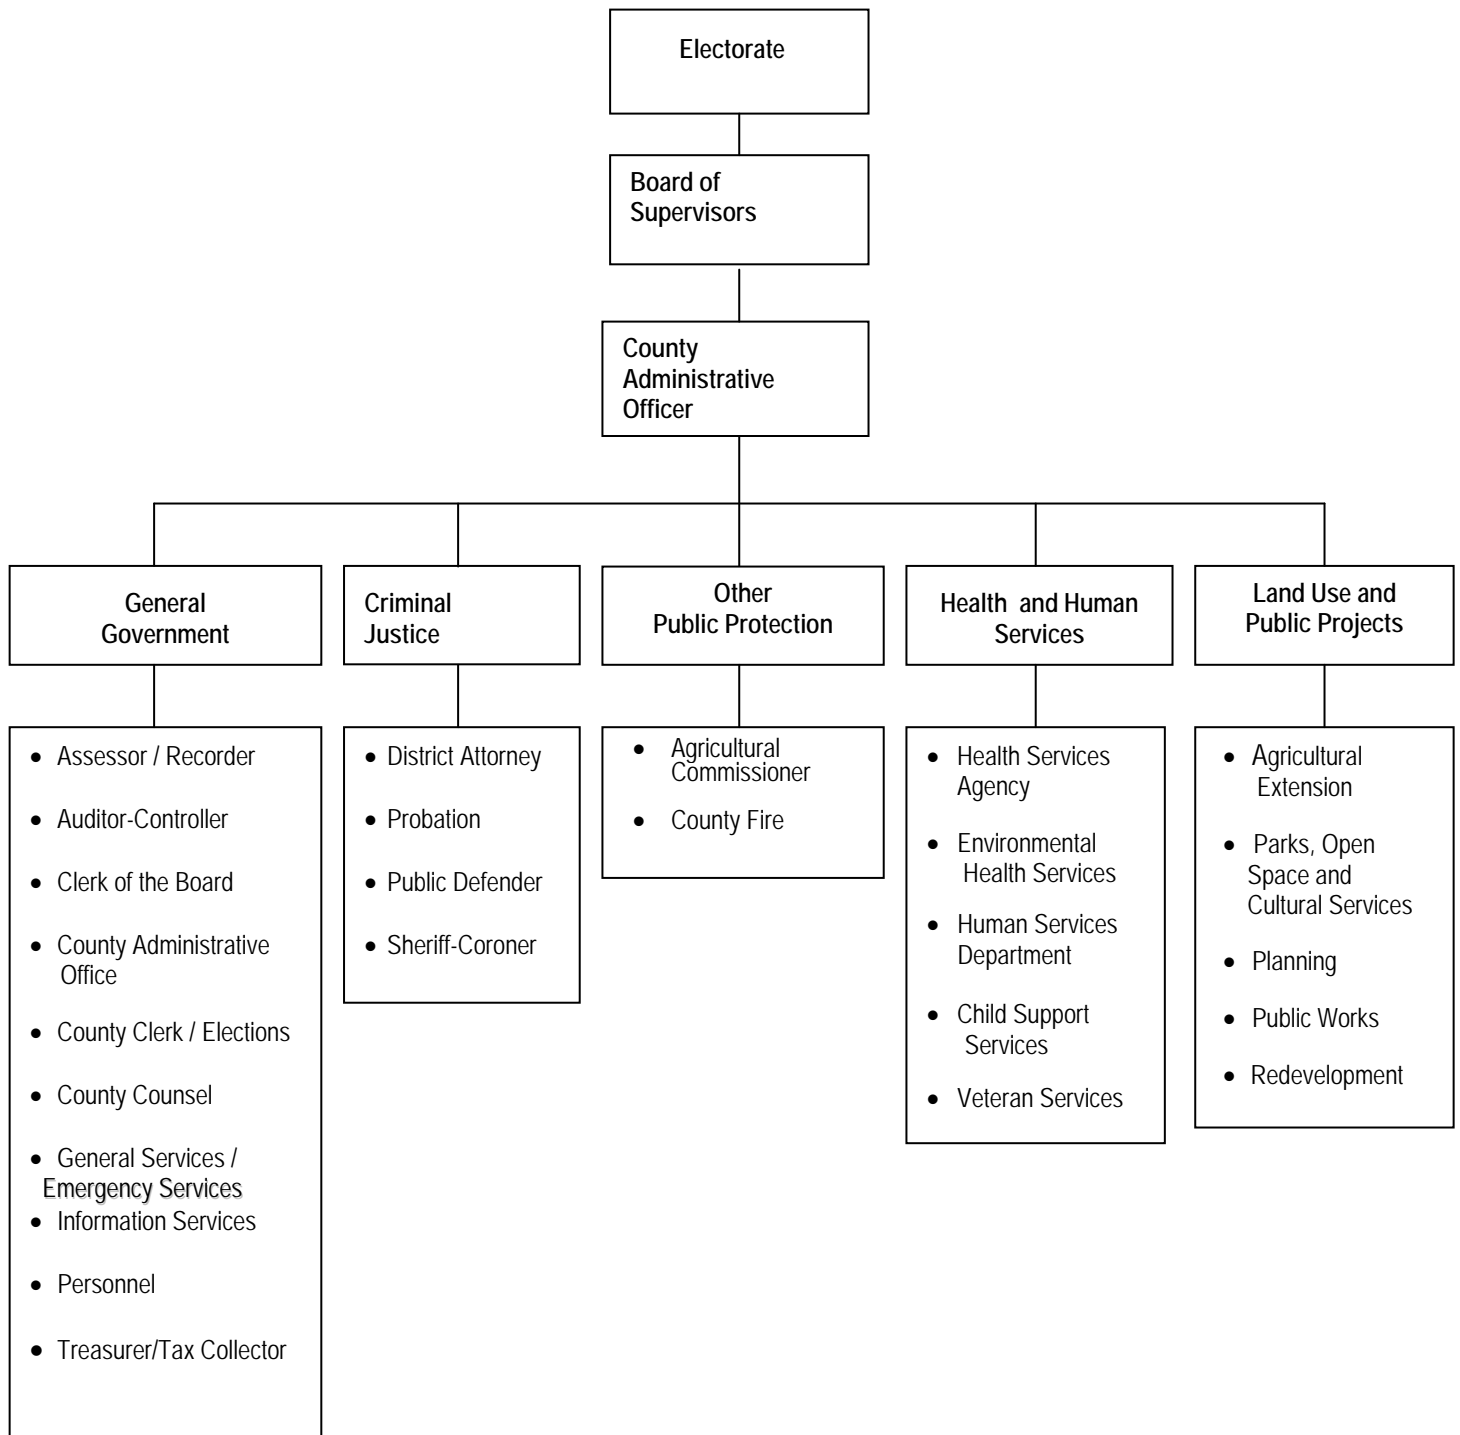 Electorate
Board of
Supervisors
County
Administrative
Officer
General
Government
Criminal
Justice
Other
Public Protection
Health and Human
Services
Land Use and
Public Projects
• Assessor / Recorder
• Auditor-Controller
• Clerk of the Board
• County Administrative
Office
• County Clerk / Elections
• County Counsel
• General Services /
Emergency Services
• Information Services
• Personnel
• Treasurer/Tax Collector
• District Attorney
• Probation
• Public Defender
• Sheriff-Coroner
• Agricultural
Commissioner
• County Fire
• Health Services
Agency
• Environmental
Health Services
• Human Services
Department
• Child Support
Services
• Veteran Services
• Agricultural
Extension
• Parks, Open
Space and
Cultural Services
• Planning
• Public Works
• Redevelopment